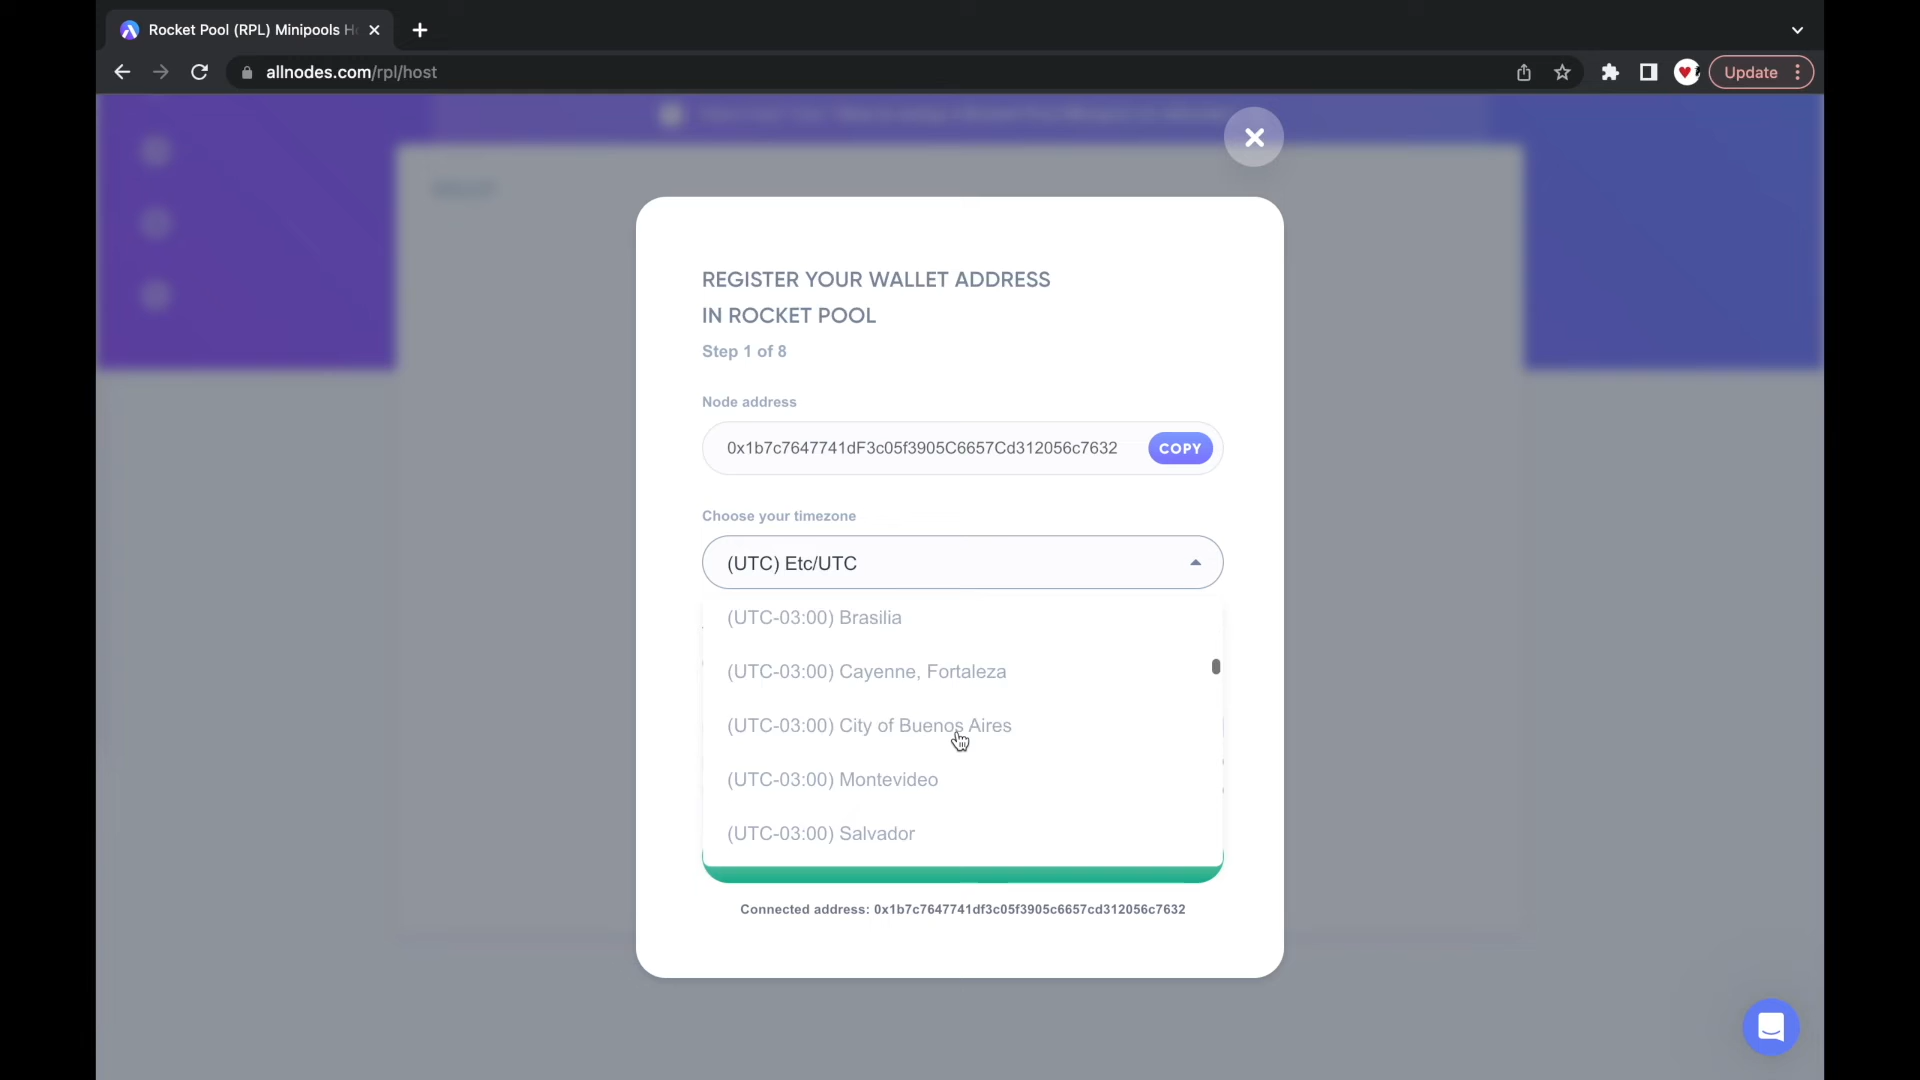 Rocket Pool (RPL) Minipools H
allnodes.com/rpl/host
Update
REGISTER YOUR WALLET ADDRESS
IN ROCKET POOL
Step 1 of 8
Node address
0x1b7c7647741dF3c05f3905C6657Cd312056c7632
COPY
Choose your timezone
(UTC) Etc/UTC
(UTC-03:00) Brasilia
(UTC-03:00) Cayenne, Fortaleza
(UTC-03:00) City of Buenos Aires
(UTC-03:00) Montevideo
(UTC-03:00) Salvador
Connected address: 0x1b7c7647741df3c05f3905c6657cd312056c7632